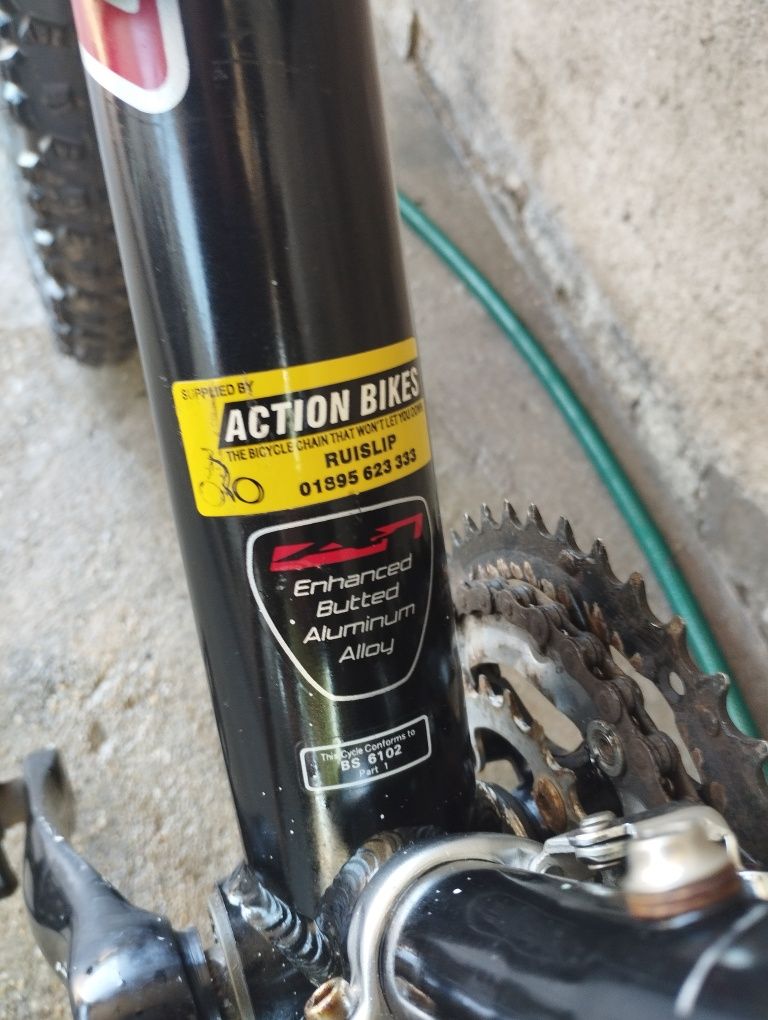 SUPPLIED BY
ACTION BIKES
THE BICYCLE CHAIN THAT WON'T LET YOU DOWN
RUISLIP
01895 623 333
Enhanced
Butted
Aluminum
Alloy
This Cycle Conforms to
BS 6102
Part 1